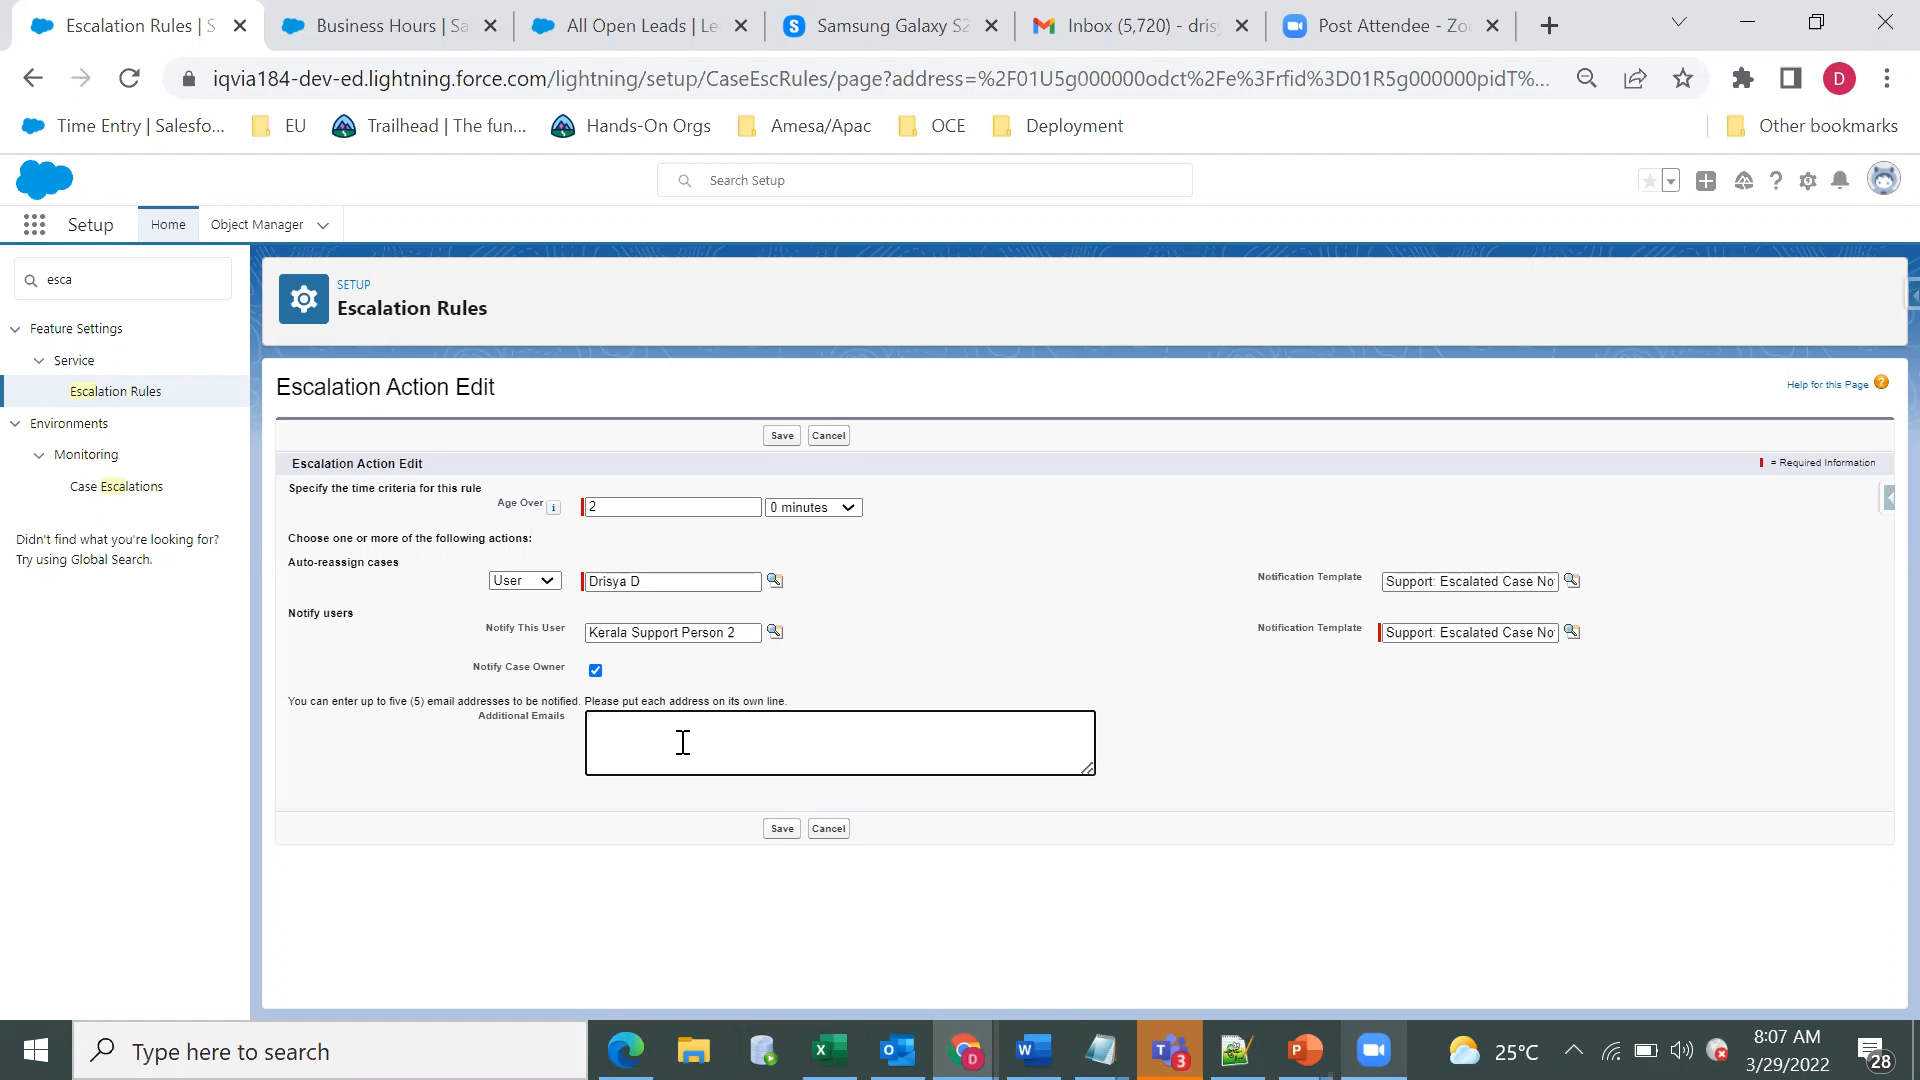 Escalation Rules | S
Business Hours | Sa
All Open Leads | Le
Samsung Galaxy S2
Inbox (5,720) - dris
Post Attendee - Zo
iqvia184-dev-ed.lightning.force.com/lightning/setup/CaseEscRules/page?address=%2F01U5g000000odct%2Fe%3Frfid%3D01R5g000000pidT%...
D
Time Entry | Salesfo...
EU
Trailhead | The fun...
Hands-On Orgs
Amesa/Apac
OCE
Deployment
Other bookmarks
Search Setup
Setup
Home
Object Manager
esca
Feature Settings
Service
Escalation Rules
Environments
Monitoring
Case Escalations
Didn't find what you're looking for?
Try using Global Search.
SETUP
Escalation Rules
Escalation Action Edit
Help for this Page ?
Save Cancel
Escalation Action Edit
= Required Information
Specify the time criteria for this rule
Age Over i 2 0 minutes
Choose one or more of the following actions:
Auto-reassign cases
User Drisya D Notification Template Support: Escalated Case No
Notify users
Notify This User Kerala Support Person 2 Notification Template Support: Escalated Case No
Notify Case Owner
You can enter up to five (5) email addresses to be notified. Please put each address on its own line.
Additional Emails
Save Cancel
Type here to search
3
25°C
8:07 AM
3/29/2022
28